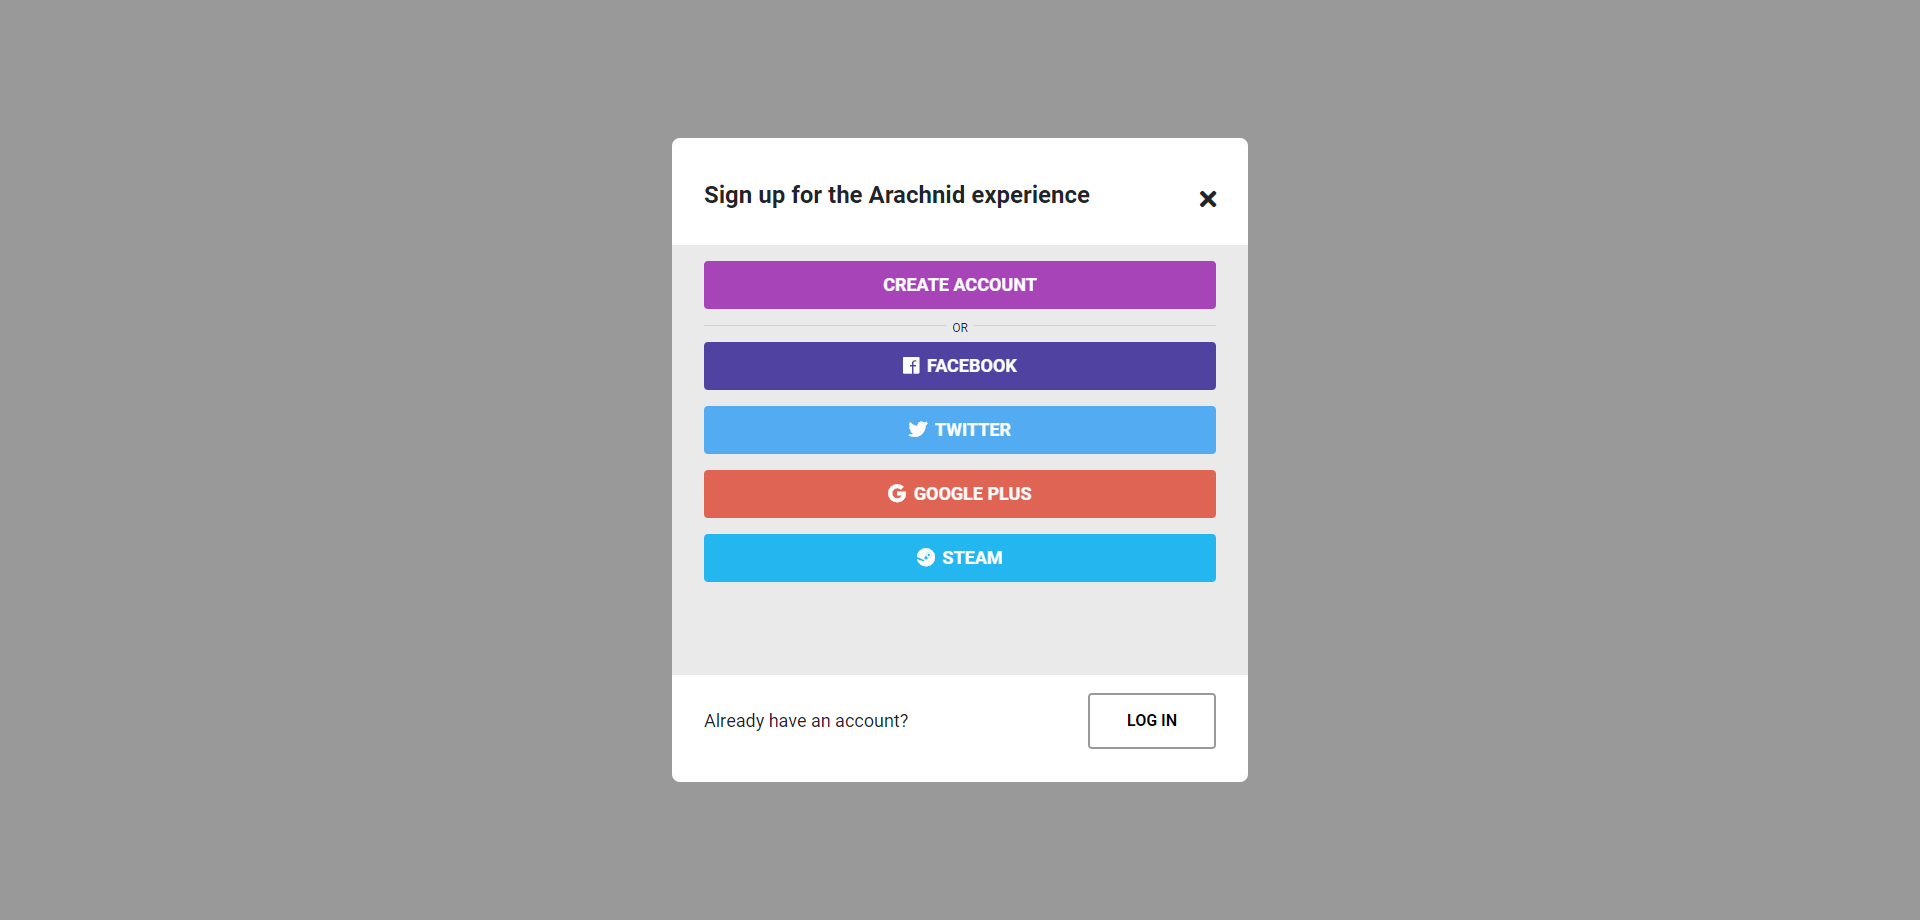 Sign up for the Arachnid experience
CREATE ACCOUNT
OR
FACEBOOK
TWITTER
GOOGLE PLUS
STEAM
Already have an account?
LOG IN